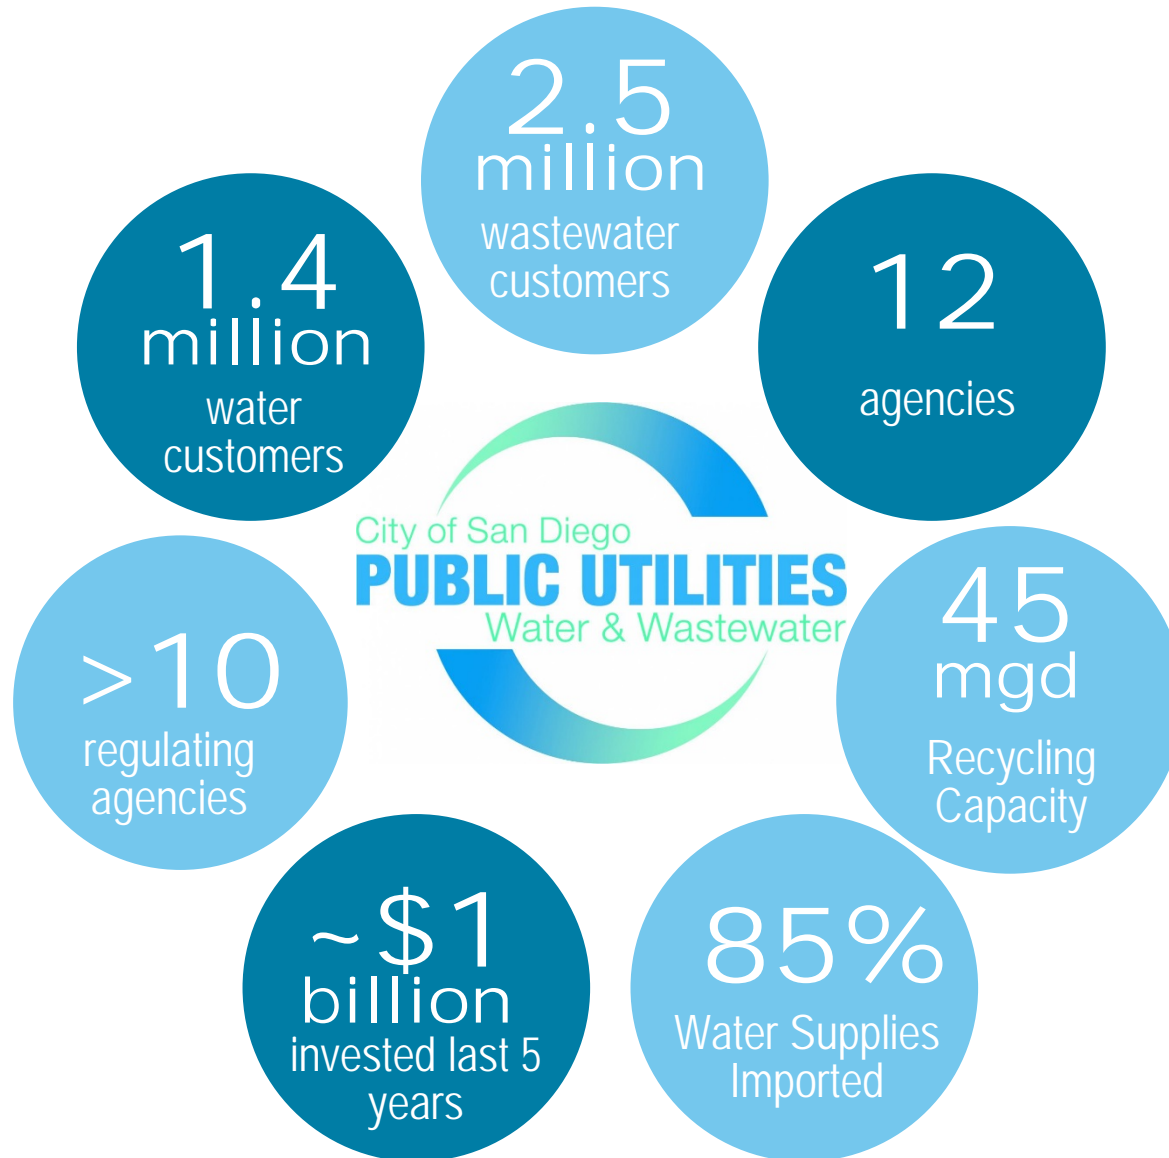 2.5
million
wastewater
customers
1.4
million
water
customers
12
agencies
City of San Diego
PUBLIC UTILITIES
Water & Wastewater
>10
regulating
agencies
45
mgd
Recycling
Capacity
~$1
billion
invested last 5
years
85%
Water Supplies
Imported